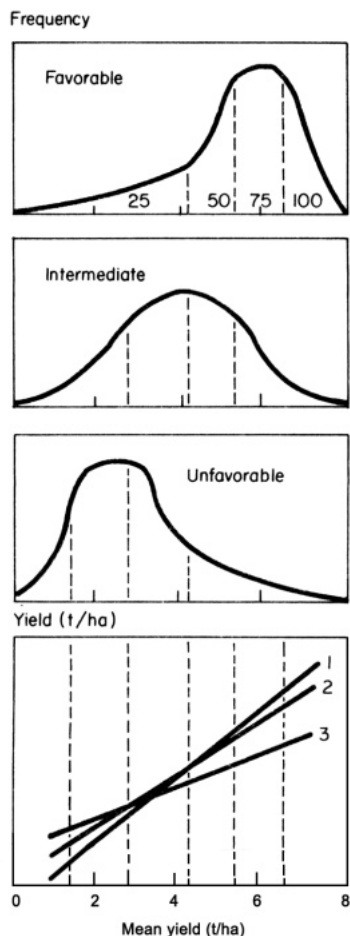 Frequency
Favorable
25 50 75 100
Intermediate
Unfavorable
Yield (t/ha)
1
2
3
0 2 4 6 8
Mean yield (t/ha)